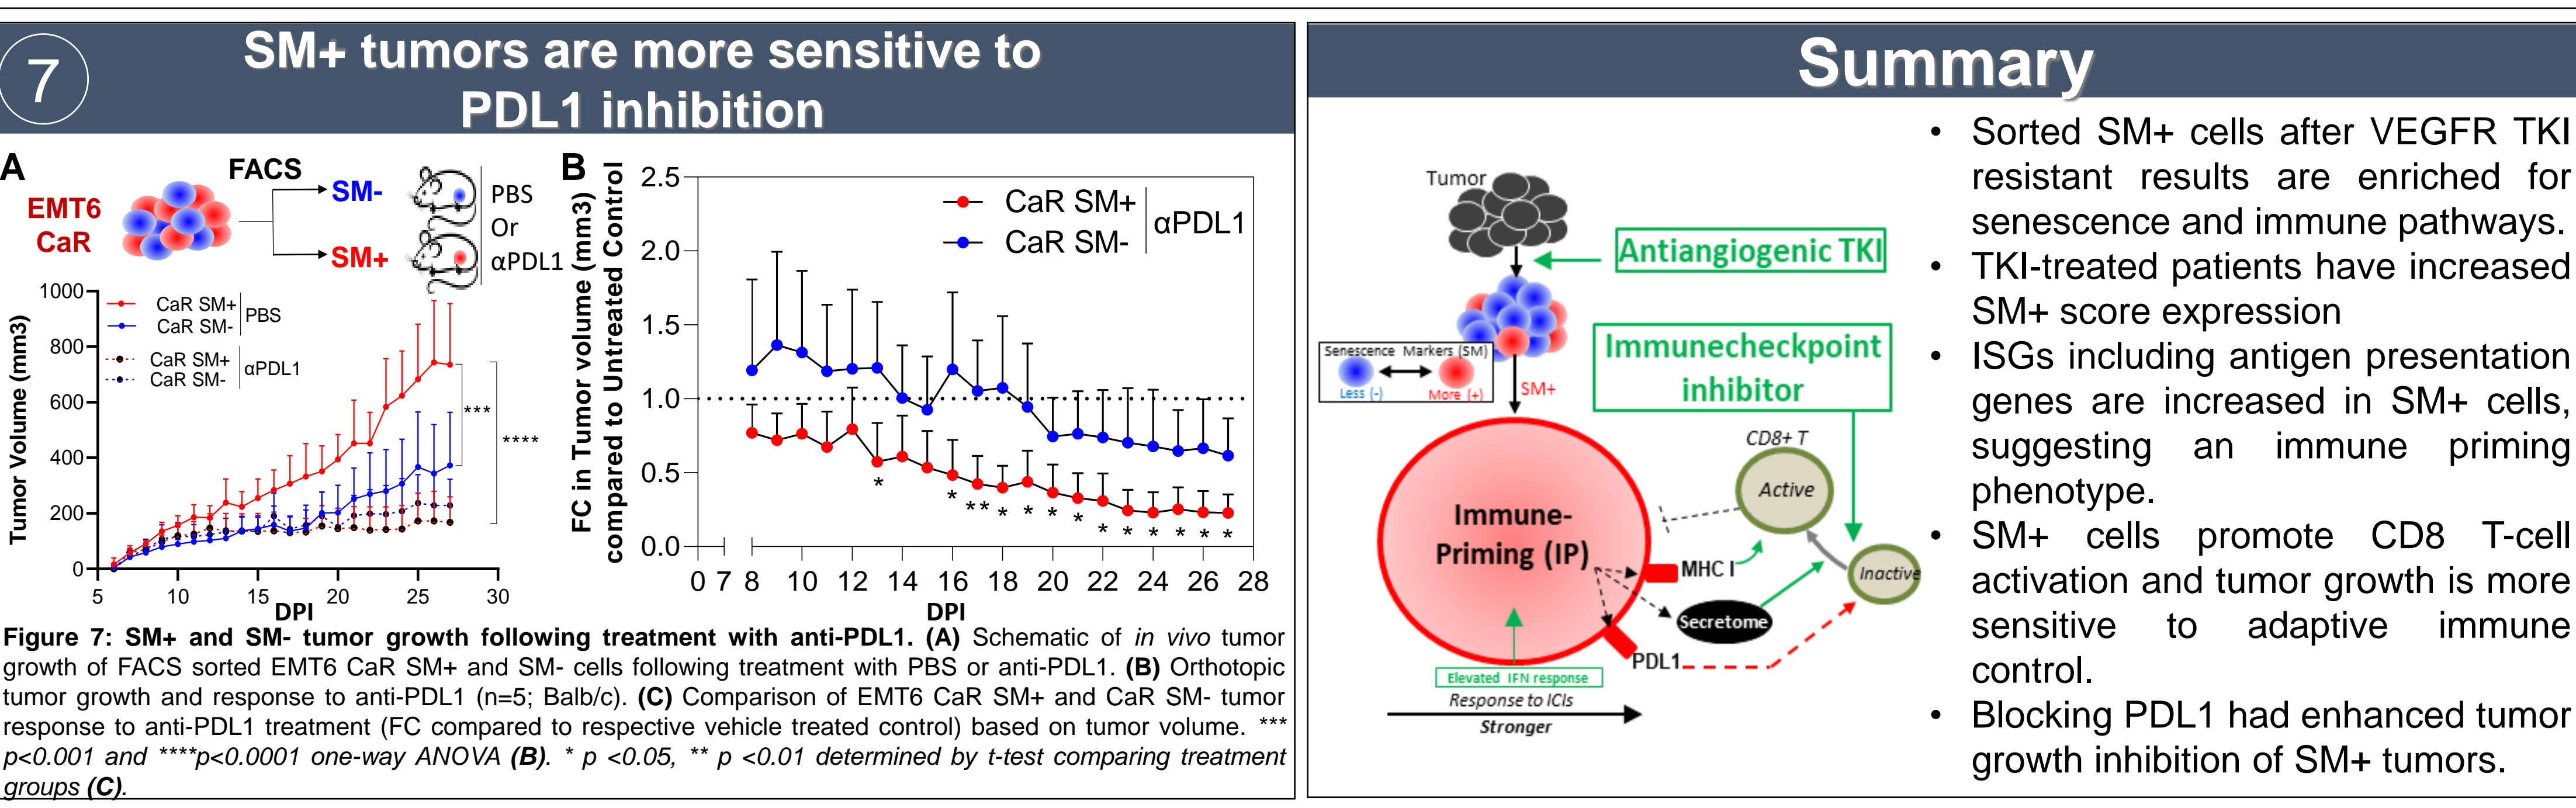 7
SM+ tumors are more sensitive to
PDL1 inhibition
A
FACS
EMT6
CaR
SM-
SM+
PBS
Or
αPDL1
Tumor Volume (mm3)
1000
800
600
400
200
0
CaR SM+
CaR SM-
PBS
CaR SM+
CaR SM-
αPDL1
***
****
5 10 15 20 25 30
DPI
B
FC in Tumor volume (mm3)
compared to Untreated Control
2.5
2.0
1.5
1.0
0.5
0.0
CaR SM+
CaR SM-
αPDL1
* * ** * * * * * * * * * *
0 7 8 10 12 14 16 18 20 22 24 26 28
DPI
Figure 7: SM+ and SM- tumor growth following treatment with anti-PDL1. (A) Schematic of in vivo tumor
growth of FACS sorted EMT6 CaR SM+ and SM- cells following treatment with PBS or anti-PDL1. (B) Orthotopic
tumor growth and response to anti-PDL1 (n=5; Balb/c). (C) Comparison of EMT6 CaR SM+ and CaR SM- tumor
response to anti-PDL1 treatment (FC compared to respective vehicle treated control) based on tumor volume. ***
p<0.001 and ****p<0.0001 one-way ANOVA (B). * p <0.05, ** p <0.01 determined by t-test comparing treatment
groups (C).
Summary
Tumor
Antiangiogenic TKI
Senescence Markers (SM)
Less (-) More (+)
SM+
Immunecheckpoint
inhibitor
CD8+ T
Active
Inactive
Immune-
Priming (IP)
MHC I
Secretome
PDL1
Elevated IFN response
Response to ICIs
Stronger
• Sorted SM+ cells after VEGFR TKI
resistant results are enriched for
senescence and immune pathways.
• TKI-treated patients have increased
SM+ score expression
• ISGs including antigen presentation
genes are increased in SM+ cells,
suggesting an immune priming
phenotype.
• SM+ cells promote CD8 T-cell
activation and tumor growth is more
sensitive to adaptive immune
control.
• Blocking PDL1 had enhanced tumor
growth inhibition of SM+ tumors.